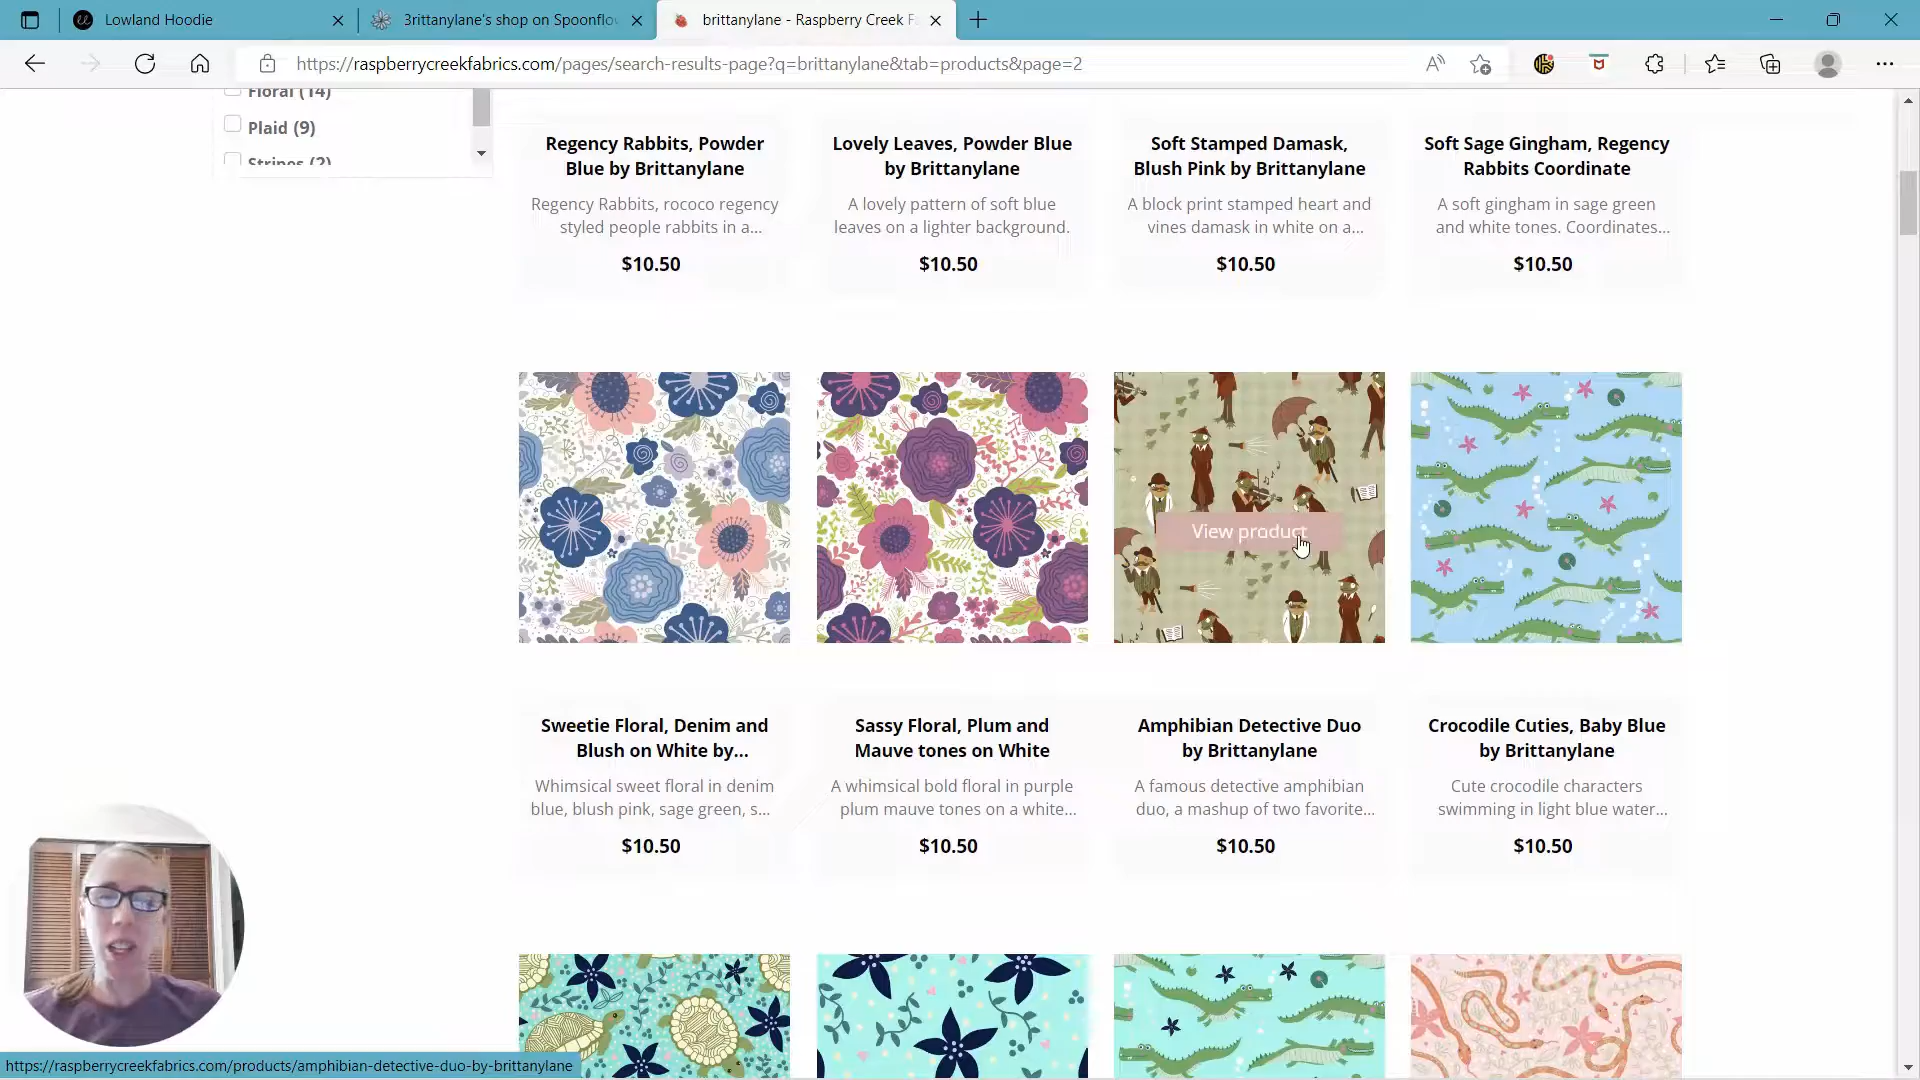 Lowland Hoodie
3rittanylane's shop on Spoonflo
brittanylane - Raspberry Creek F
https://raspberrycreekfabrics.com/pages/search-results-page?q=brittanylane&tab=products&page=2
Floral (14)
Plaid (9)
Stripes (2)
Regency Rabbits, Powder
Blue by Brittanylane
Regency Rabbits, rococo regency
styled people rabbits in a...
$10.50
Lovely Leaves, Powder Blue
by Brittanylane
A lovely pattern of soft blue
leaves on a lighter background.
$10.50
Soft Stamped Damask,
Blush Pink by Brittanylane
A block print stamped heart and
vines damask in white on a...
$10.50
Soft Sage Gingham, Regency
Rabbits Coordinate
A soft gingham in sage green
and white tones. Coordinates...
$10.50
View product
Sweetie Floral, Denim and
Blush on White by...
Whimsical sweet floral in denim
blue, blush pink, sage green, s...
$10.50
Sassy Floral, Plum and
Mauve tones on White
A whimsical bold floral in purple
plum mauve tones on a white...
$10.50
Amphibian Detective Duo
by Brittanylane
A famous detective amphibian
duo, a mashup of two favorite...
$10.50
Crocodile Cuties, Baby Blue
by Brittanylane
Cute crocodile characters
swimming in light blue water...
$10.50
https://raspberrycreekfabrics.com/products/amphibian-detective-duo-by-brittanylane